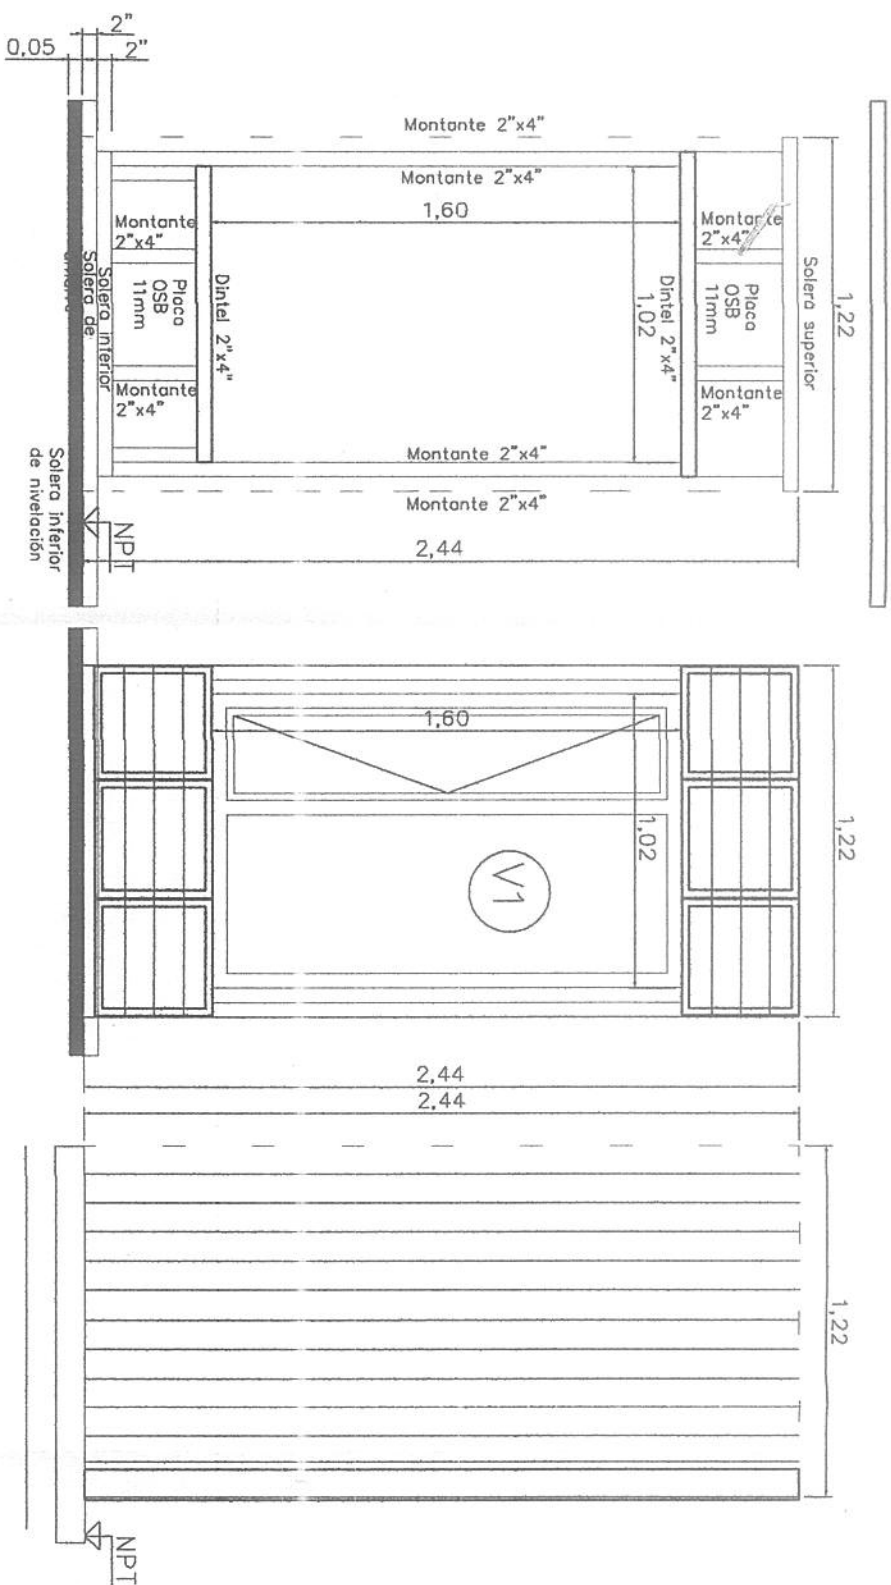 2"
2"
0,05
Montante 2"x4"
Montante 2"x4"
1,60
Montante
2"x4"
Placa
OSB
11mm
Montante
2"x4"
Dintel 2"x4"
Dintel 2"x4"
1,02
Montante
2"x4"
Placa
OSB
11mm
Montante
2"x4"
Solera superior
1,22
Solera inferior
Solera de
Montante 2"x4"
Montante 2"x4"
Solera inferior
de nivelación
NPT
2,44
1,60
1,02
1,22
V1
2,44
2,44
1,22
NPT